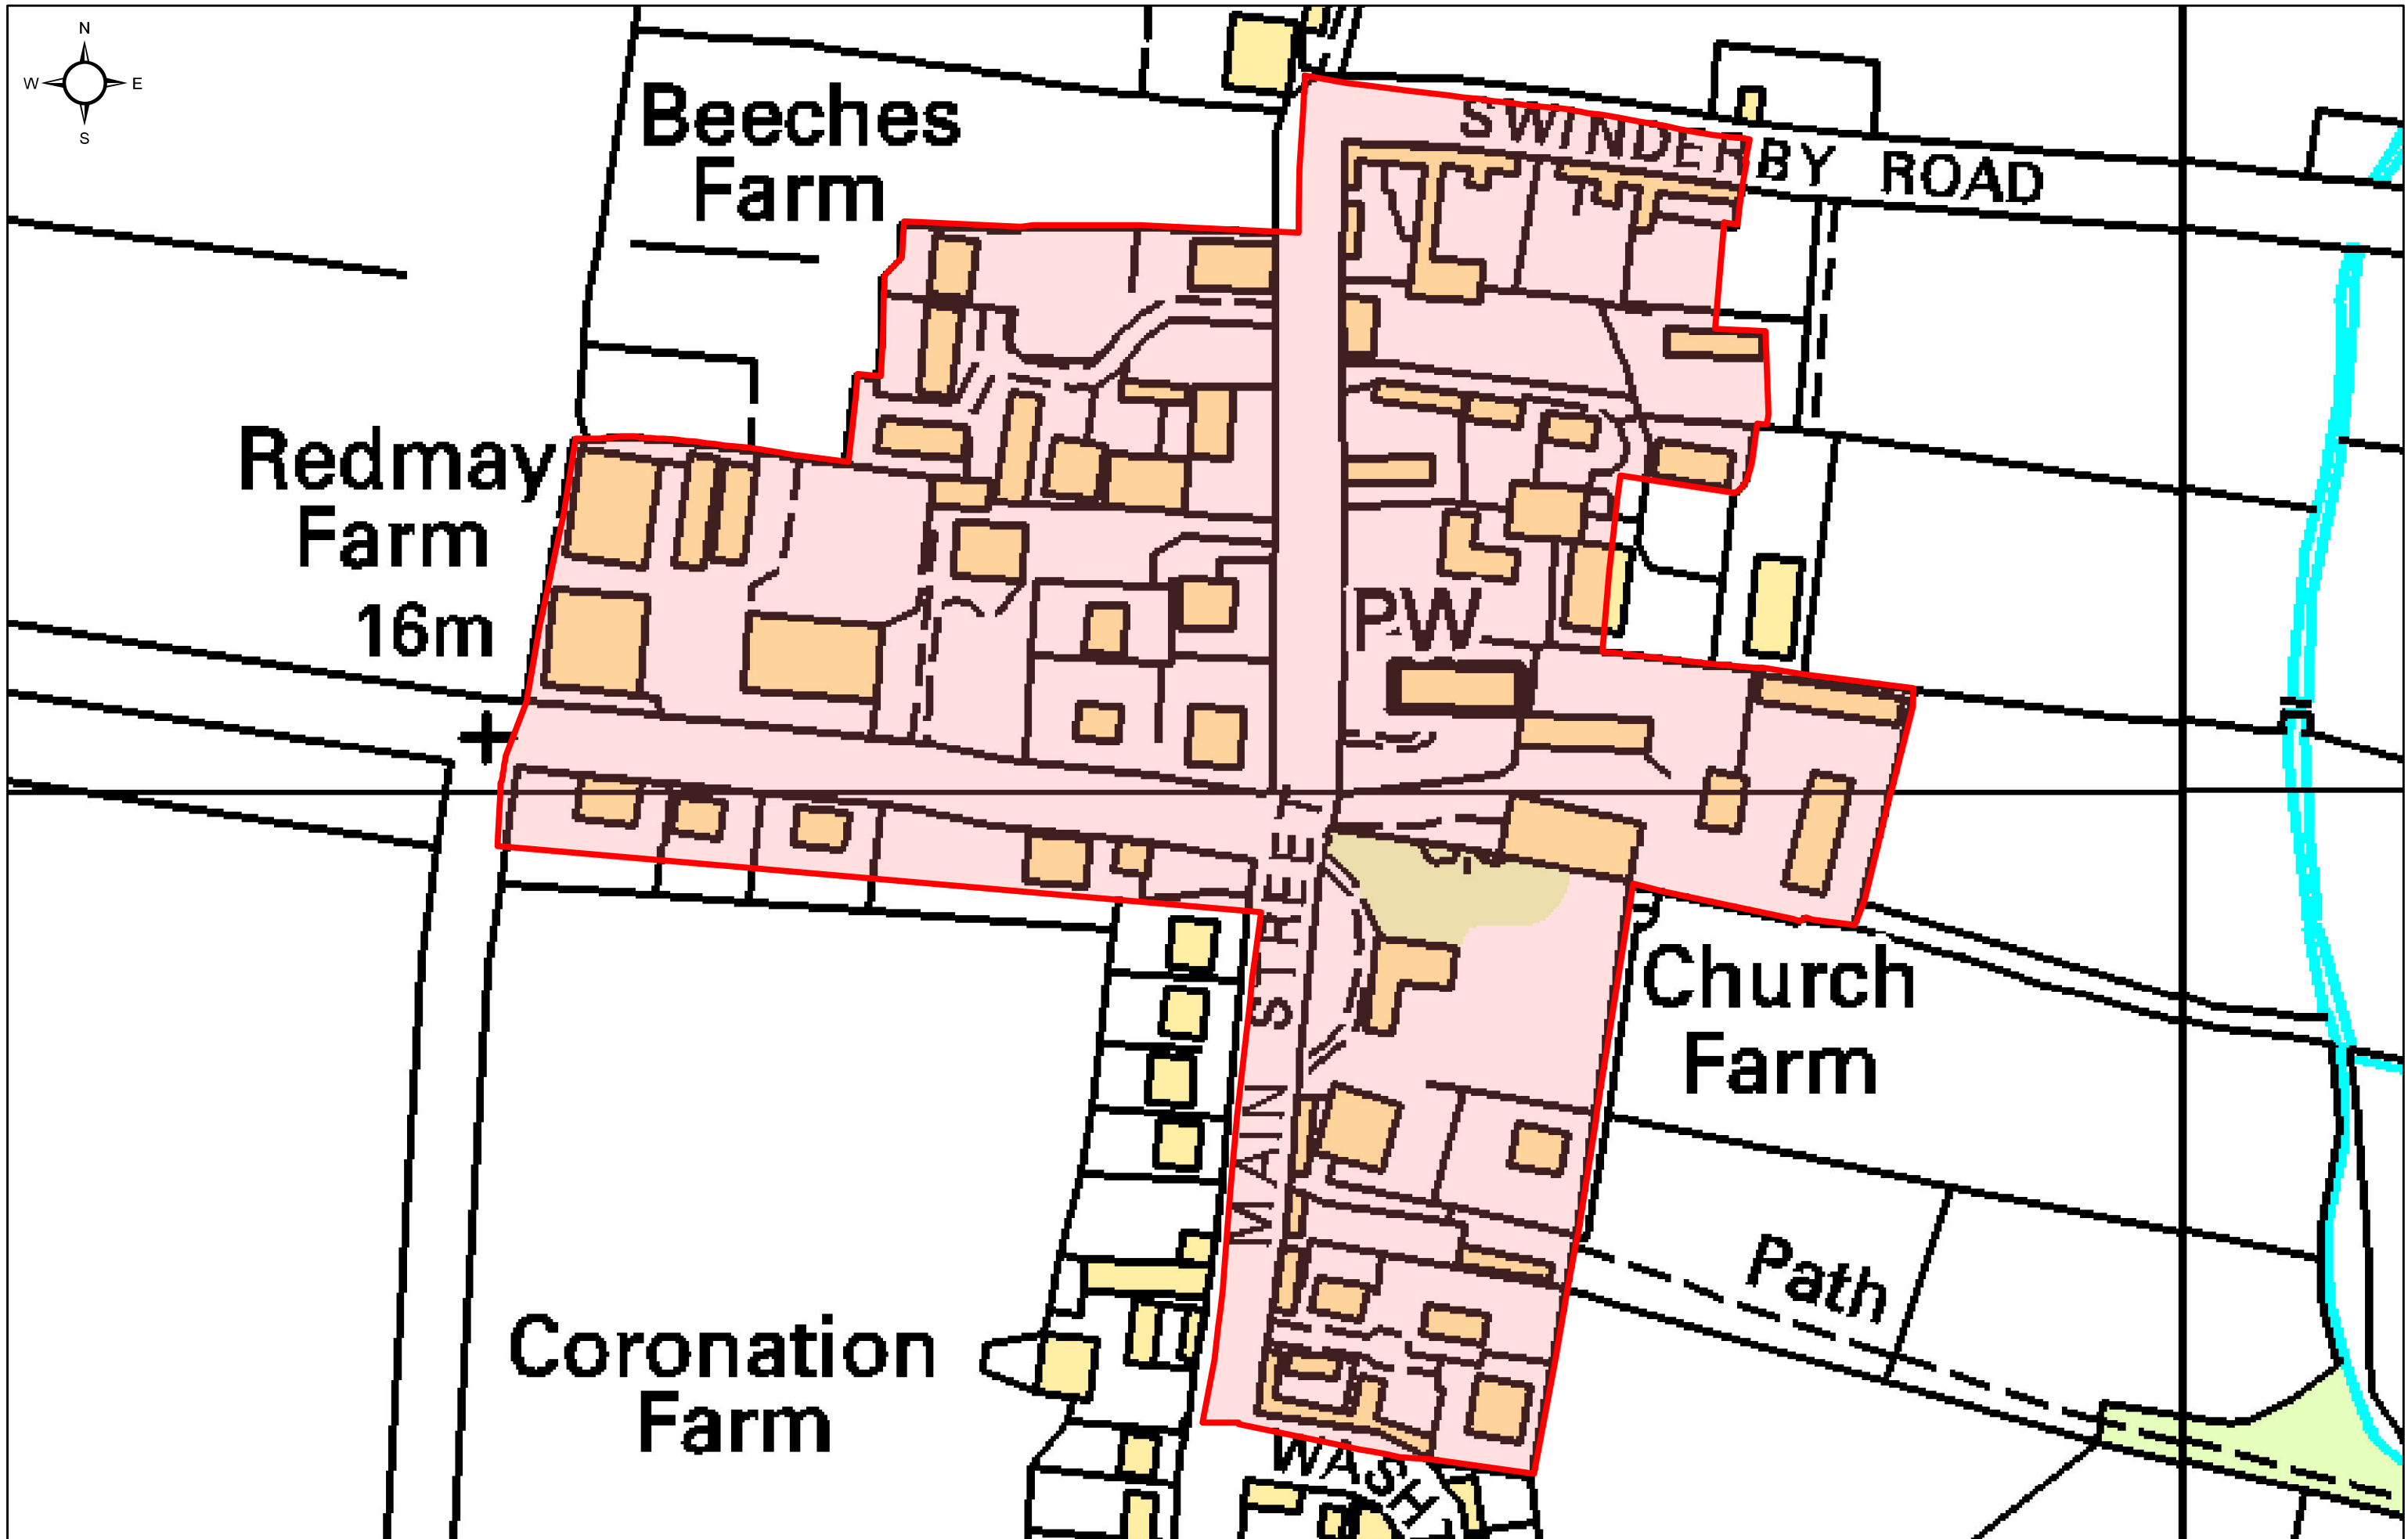 N
W E
S
Beeches
Farm
SWINDERBY ROAD
Redmay
Farm
16m
PW
MAIN STREET
Church
Farm
Path
Coronation
Farm